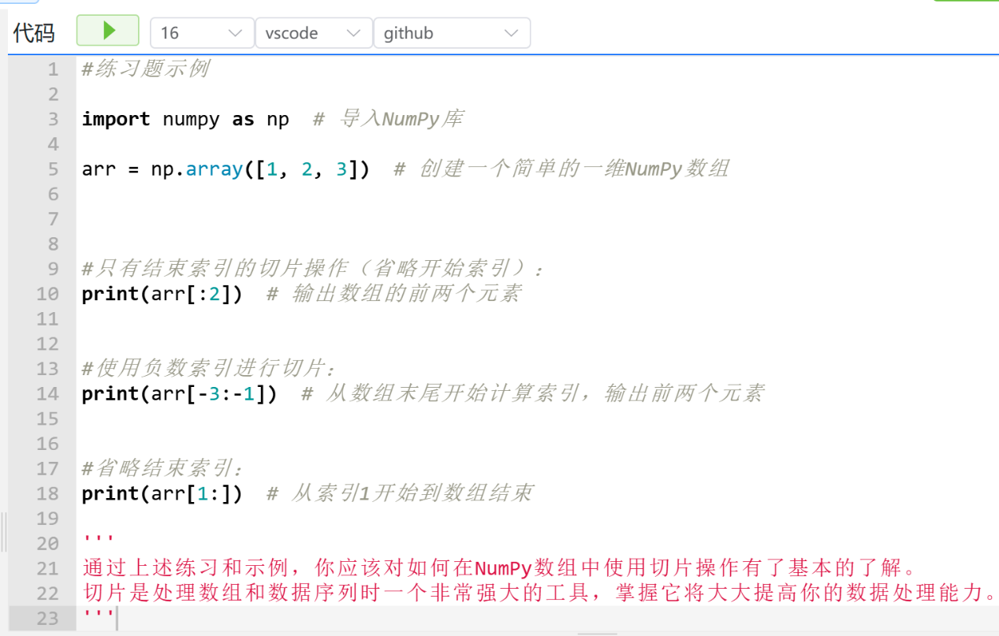 代码 16 vscode github
1 #练习题示例
2
3 import numpy as np  # 导入NumPy库
4
5 arr = np.array([1, 2, 3])  # 创建一个简单的一维NumPy数组
6
7
8
9 #只有结束索引的切片操作（省略开始索引）：
10 print(arr[:2])  # 输出数组的前两个元素
11
12
13 #使用负数索引进行切片：
14 print(arr[-3:-1])  # 从数组末尾开始计算索引，输出前两个元素
15
16
17 #省略结束索引：
18 print(arr[1:])  # 从索引1开始到数组结束
19
20 '''
21 通过上述练习和示例，你应该对如何在NumPy数组中使用切片操作有了基本的了解。
22 切片是处理数组和数据序列时一个非常强大的工具，掌握它将大大提高你的数据处理能力。
23 '''